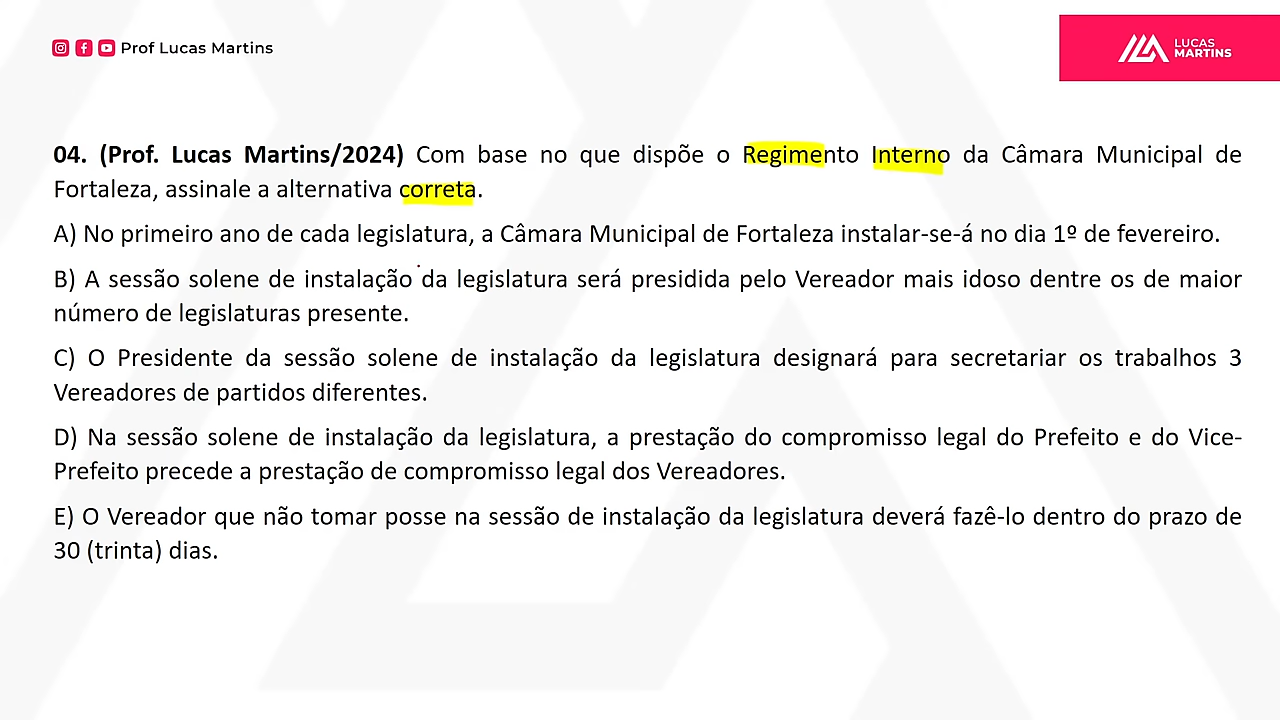 Prof Lucas Martins
LUCAS
MARTINS
04. (Prof. Lucas Martins/2024) Com base no que dispõe o Regimento Interno da Câmara Municipal de
Fortaleza, assinale a alternativa correta.
A) No primeiro ano de cada legislatura, a Câmara Municipal de Fortaleza instalar-se-á no dia 1º de fevereiro.
B) A sessão solene de instalação da legislatura será presidida pelo Vereador mais idoso dentre os de maior
número de legislaturas presente.
C) O Presidente da sessão solene de instalação da legislatura designará para secretariar os trabalhos 3
Vereadores de partidos diferentes.
D) Na sessão solene de instalação da legislatura, a prestação do compromisso legal do Prefeito e do Vice-
Prefeito precede a prestação de compromisso legal dos Vereadores.
E) O Vereador que não tomar posse na sessão de instalação da legislatura deverá fazê-lo dentro do prazo de
30 (trinta) dias.